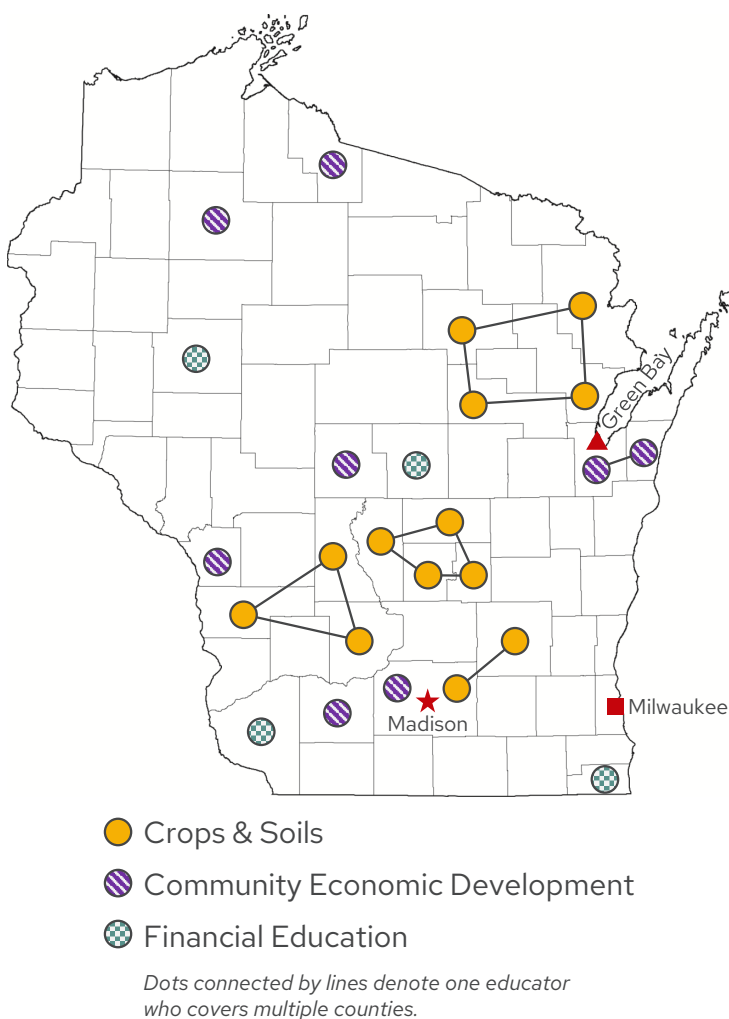 Green Bay
Milwaukee
Madison
Crops & Soils
Community Economic Development
Financial Education
Dots connected by lines denote one educator
who covers multiple counties.